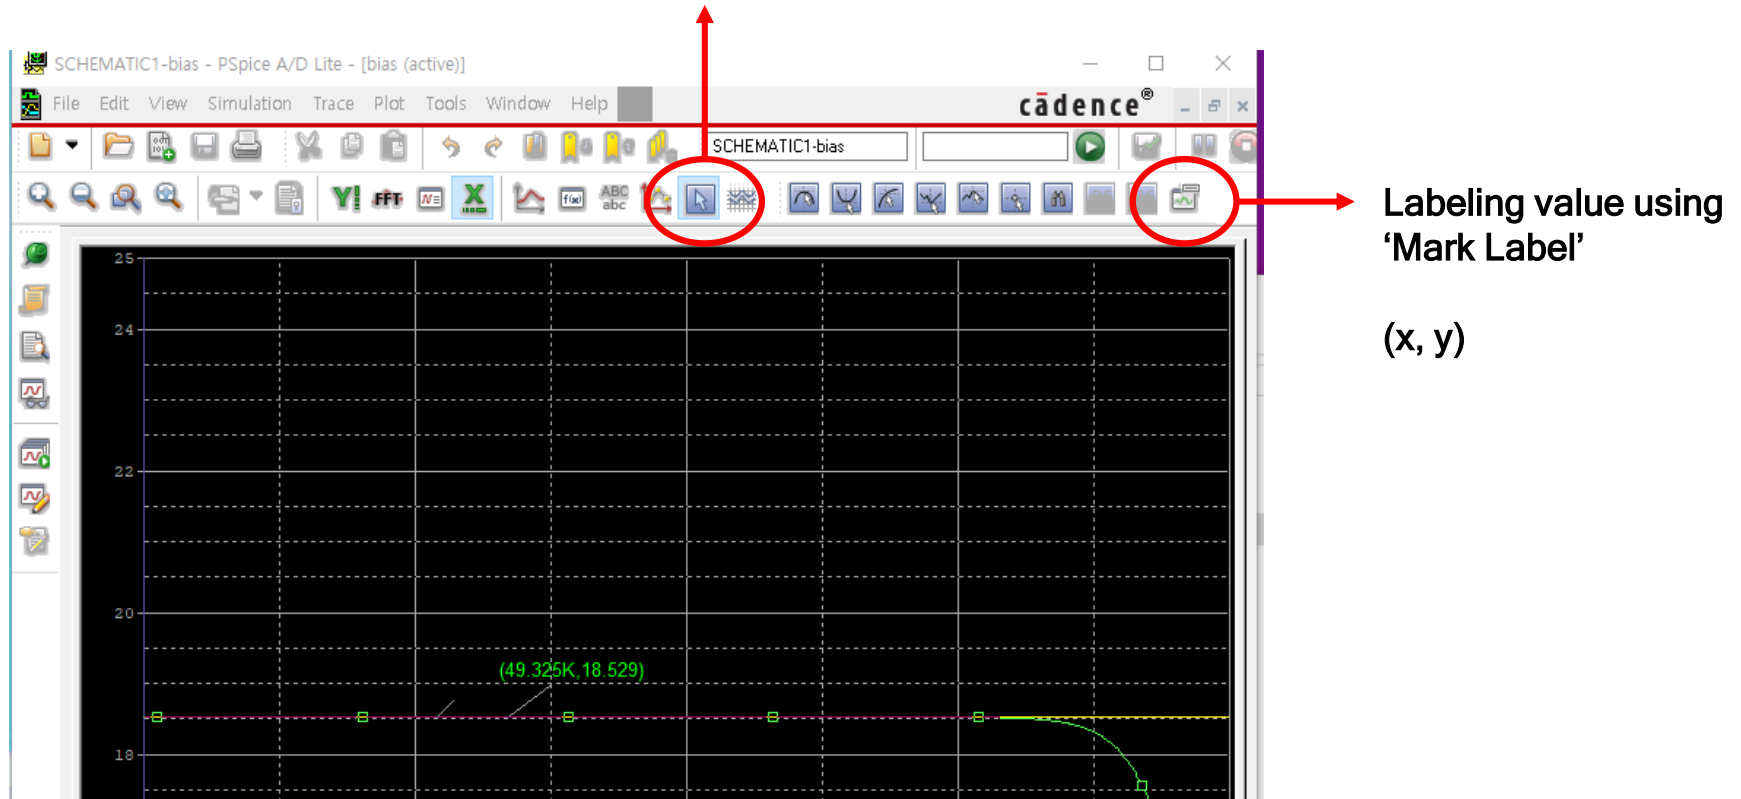 SCHEMATIC1-bias - PSpice A/D Lite - [bias (active)]
File Edit View Simulation Trace Plot Tools Window Help
cādence®
SCHEMATIC1-bias
FFT
f(x)
ABC
abc
Labeling value using
‘Mark Label’
(x, y)
25
24
22
20
(49.325K,18.529)
18